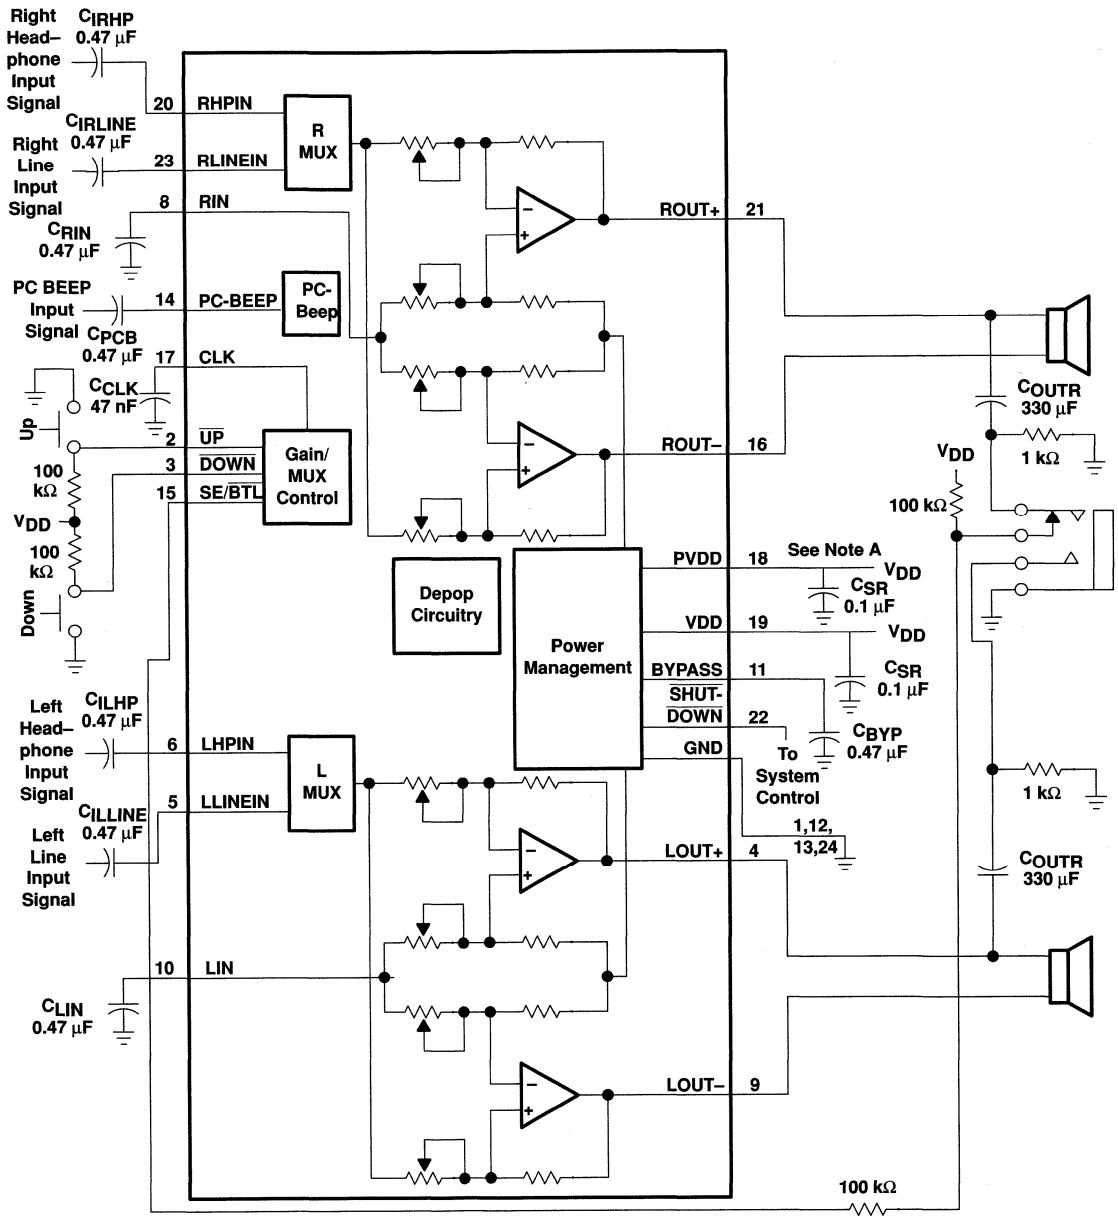 Right
Head–
phone
Input
Signal
CIRHP
0.47 μF
20
RHPIN
CIRLINE
0.47 μF
Right
Line
Input
Signal
23
RLINEIN
R
MUX
8
RIN
CRIN
0.47 μF
ROUT+
21
PC BEEP
Input
Signal
14
PC-BEEP
PC-
Beep
CPCB
0.47 μF
17
CLK
CCLK
47 nF
Up
2
UP
3
DOWN
15
SE/BTL
Gain/
MUX
Control
100
kΩ
VDD
100
kΩ
Down
ROUT–
16
COUTR
330 μF
1 kΩ
VDD
100 kΩ
Depop
Circuitry
Power
Management
PVDD
18
See Note A
VDD
CSR
0.1 μF
VDD
19
VDD
CSR
0.1 μF
BYPASS
11
SHUT-
DOWN
22
CBYP
0.47 μF
GND
To
System
Control
1,12,
13,24
Left
Head–
phone
Input
Signal
CILHP
0.47 μF
6
LHPIN
CILLINE
0.47 μF
5
LLINEIN
L
MUX
Left
Line
Input
Signal
LOUT+
4
1 kΩ
COUTR
330 μF
10
LIN
CLIN
0.47 μF
LOUT–
9
100 kΩ
–
+
–
+
–
+
–
+